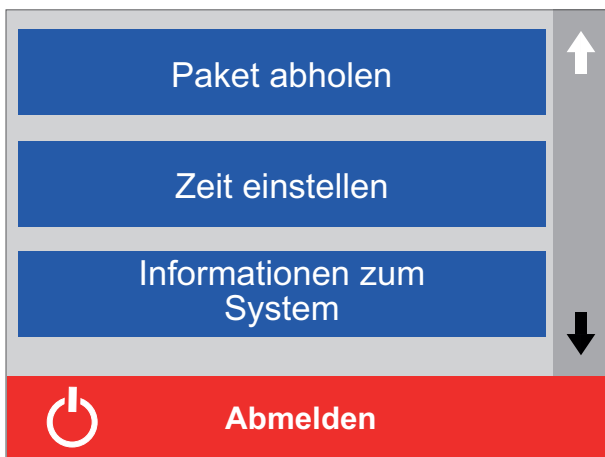 Paket abholen
Zeit einstellen
Informationen zum
System
Abmelden